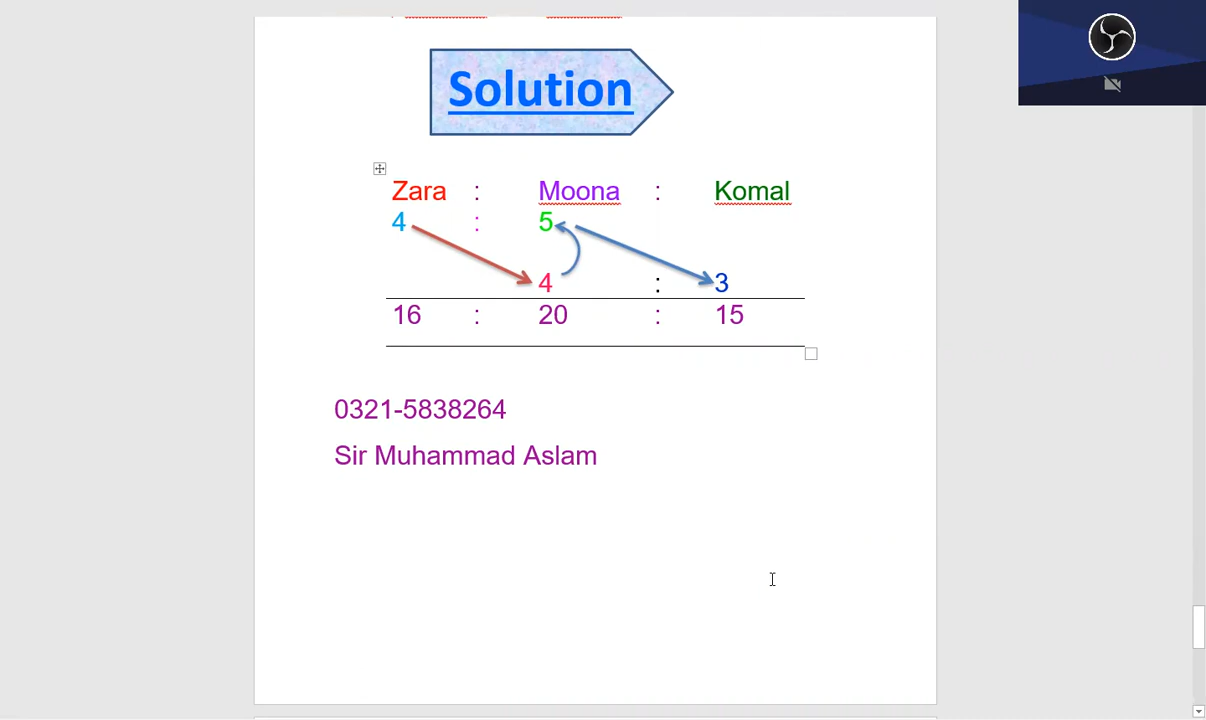 Solution
Zara : Moona : Komal
4 : 5
4 : 3
16 : 20 : 15
0321-5838264
Sir Muhammad Aslam